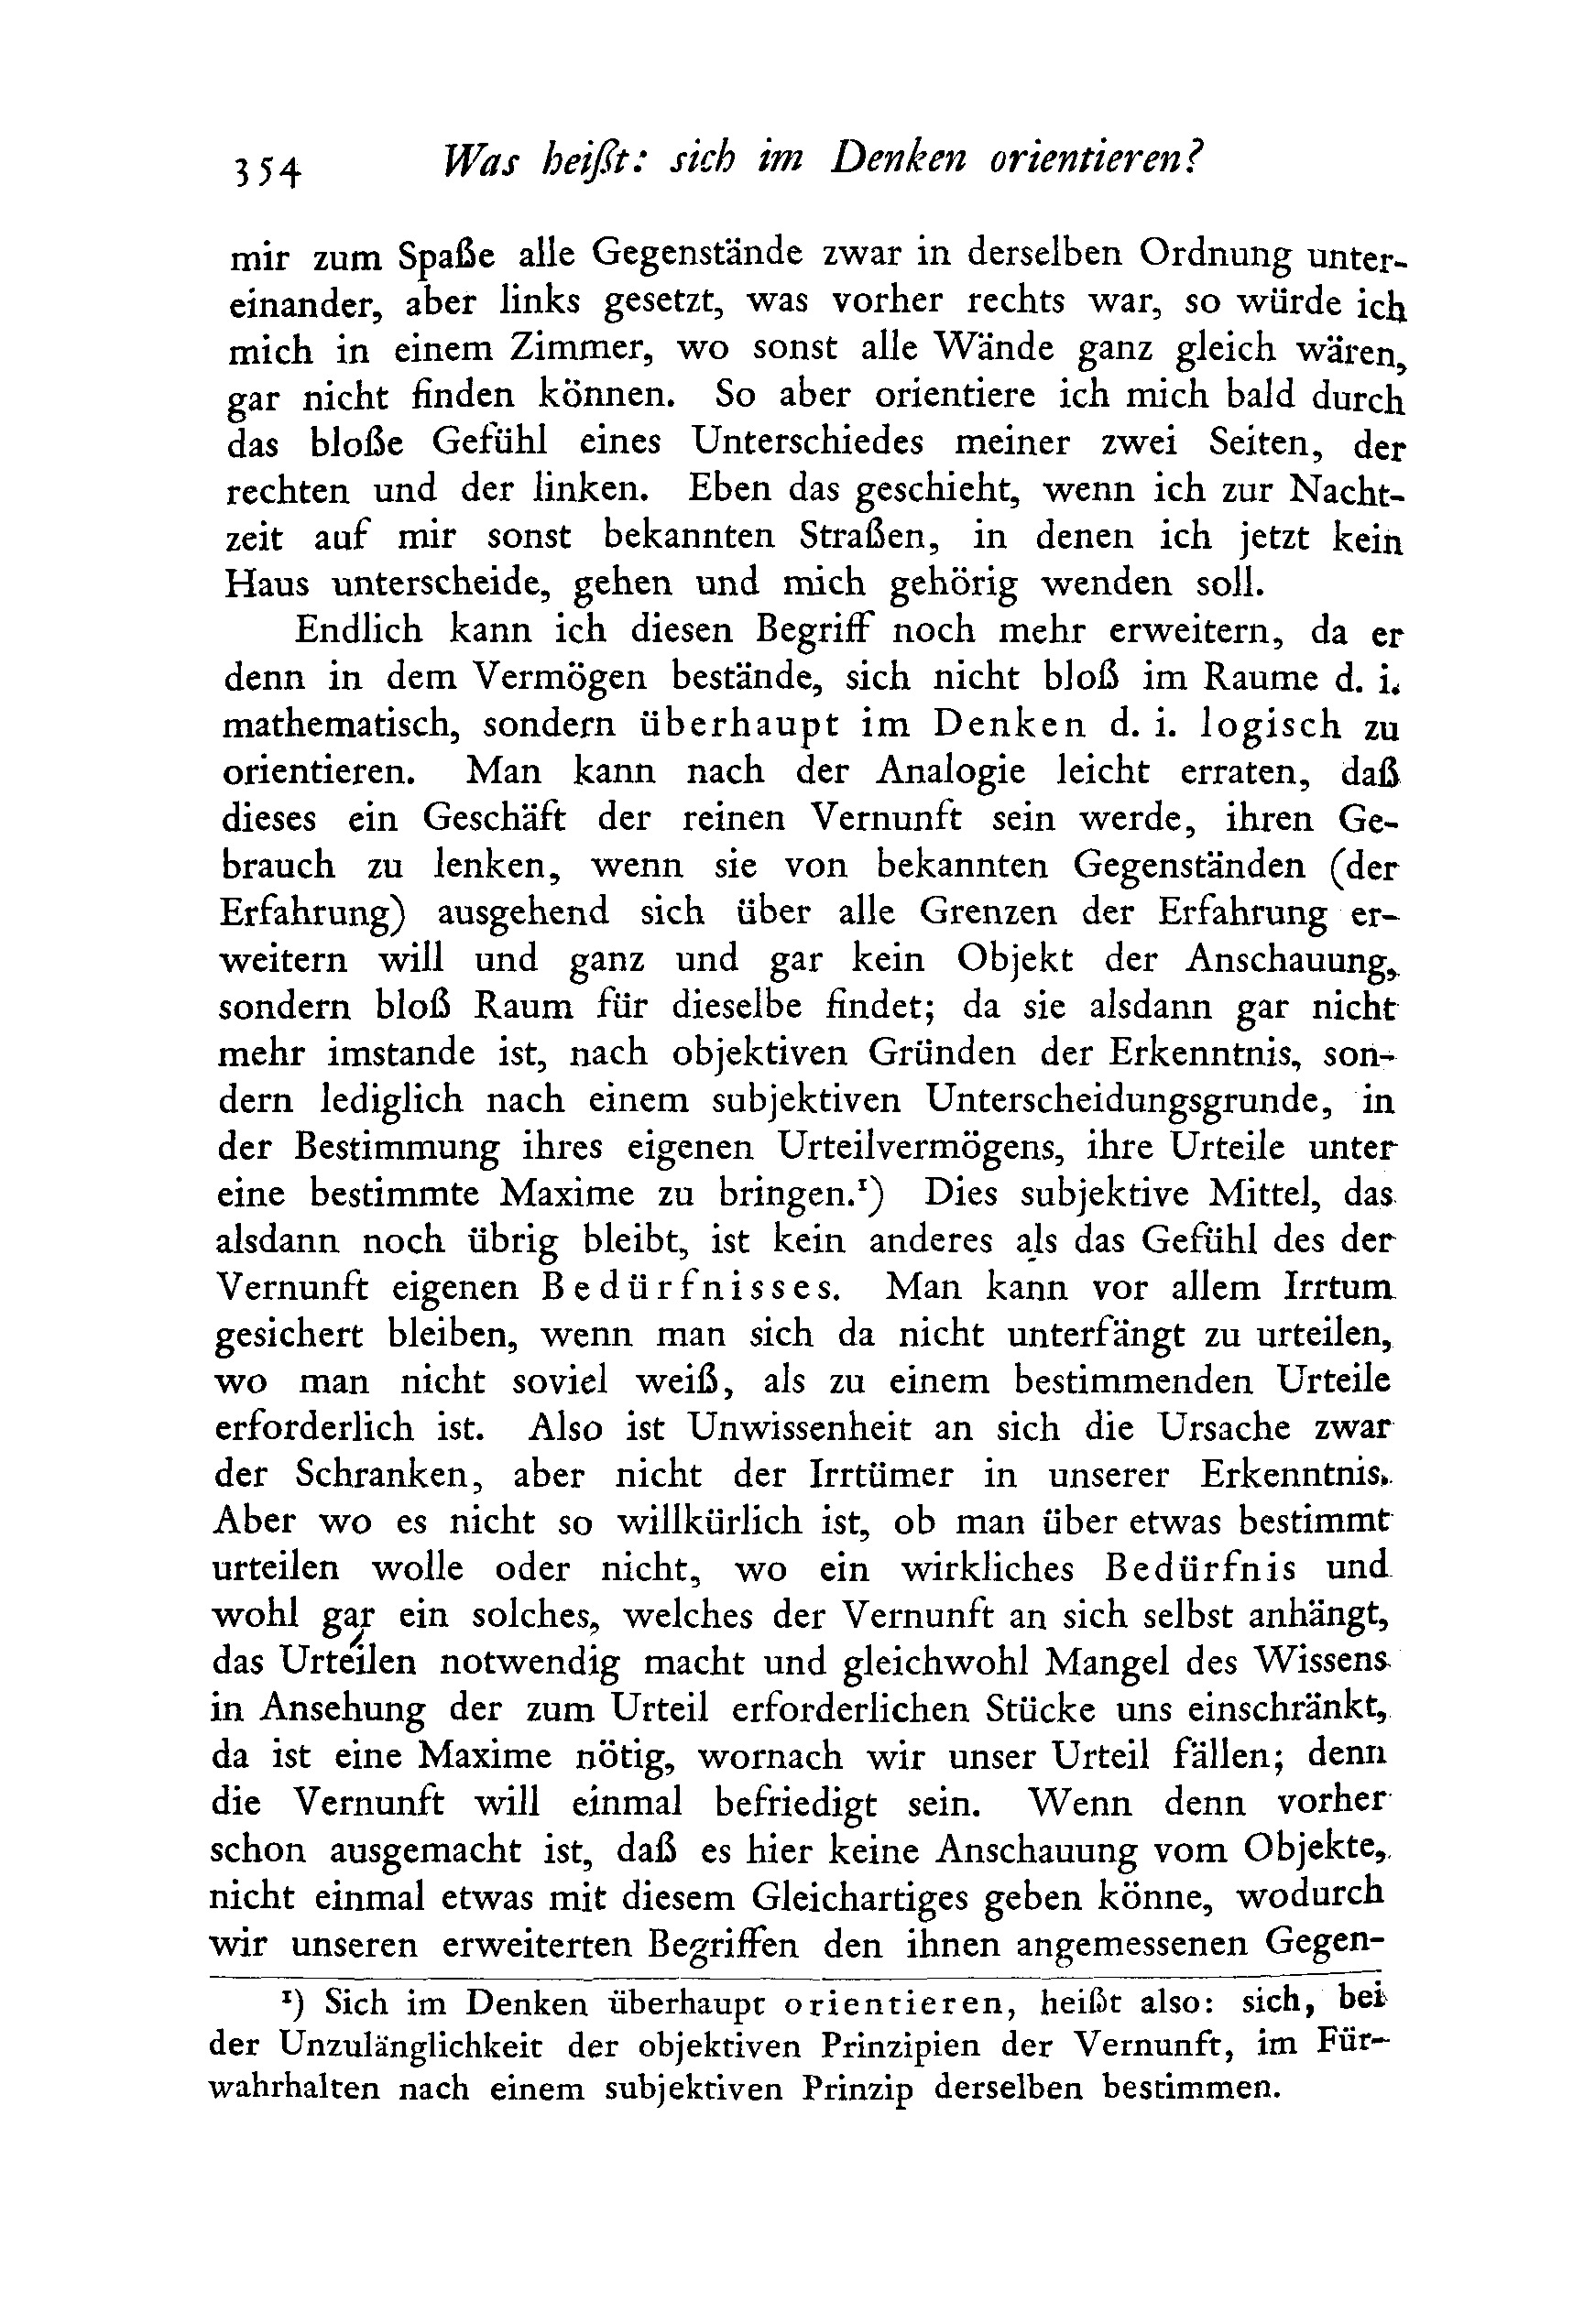 354 Was heißt: sich im Denken orientieren?
mir zum Spaße alle Gegenstände zwar in derselben Ordnung unter-
einander, aber links gesetzt, was vorher rechts war, so würde ich
mich in einem Zimmer, wo sonst alle Wände ganz gleich wären,
gar nicht finden können. So aber orientiere ich mich bald durch
das bloße Gefühl eines Unterschiedes meiner zwei Seiten, der
rechten und der linken. Eben das geschieht, wenn ich zur Nacht-
zeit auf mir sonst bekannten Straßen, in denen ich jetzt kein
Haus unterscheide, gehen und mich gehörig wenden soll.
Endlich kann ich diesen Begriff noch mehr erweitern, da er
denn in dem Vermögen bestände, sich nicht bloß im Raume d. i.
mathematisch, sondern überhaupt im Denken d. i. logisch zu
orientieren. Man kann nach der Analogie leicht erraten, daß
dieses ein Geschäft der reinen Vernunft sein werde, ihren Ge-
brauch zu lenken, wenn sie von bekannten Gegenständen (der
Erfahrung) ausgehend sich über alle Grenzen der Erfahrung er-
weitern will und ganz und gar kein Objekt der Anschauung,
sondern bloß Raum für dieselbe findet; da sie alsdann gar nicht
mehr imstande ist, nach objektiven Gründen der Erkenntnis, son-
dern lediglich nach einem subjektiven Unterscheidungsgrunde, in
der Bestimmung ihres eigenen Urteilvermögens, ihre Urteile unter
eine bestimmte Maxime zu bringen.¹) Dies subjektive Mittel, das
alsdann noch übrig bleibt, ist kein anderes als das Gefühl des der
Vernunft eigenen Bedürfnisses. Man kann vor allem Irrtum
gesichert bleiben, wenn man sich da nicht unterfängt zu urteilen,
wo man nicht soviel weiß, als zu einem bestimmenden Urteile
erforderlich ist. Also ist Unwissenheit an sich die Ursache zwar
der Schranken, aber nicht der Irrtümer in unserer Erkenntnis.
Aber wo es nicht so willkürlich ist, ob man über etwas bestimmt
urteilen wolle oder nicht, wo ein wirkliches Bedürfnis und
wohl gar ein solches, welches der Vernunft an sich selbst anhängt,
das Urteilen notwendig macht und gleichwohl Mangel des Wissens
in Ansehung der zum Urteil erforderlichen Stücke uns einschränkt,
da ist eine Maxime nötig, wornach wir unser Urteil fällen; denn
die Vernunft will einmal befriedigt sein. Wenn denn vorher
schon ausgemacht ist, daß es hier keine Anschauung vom Objekte,
nicht einmal etwas mit diesem Gleichartiges geben könne, wodurch
wir unseren erweiterten Begriffen den ihnen angemessenen Gegen-
¹) Sich im Denken überhaupt orientieren, heißt also: sich, bei
der Unzulänglichkeit der objektiven Prinzipien der Vernunft, im Für-
wahrhalten nach einem subjektiven Prinzip derselben bestimmen.